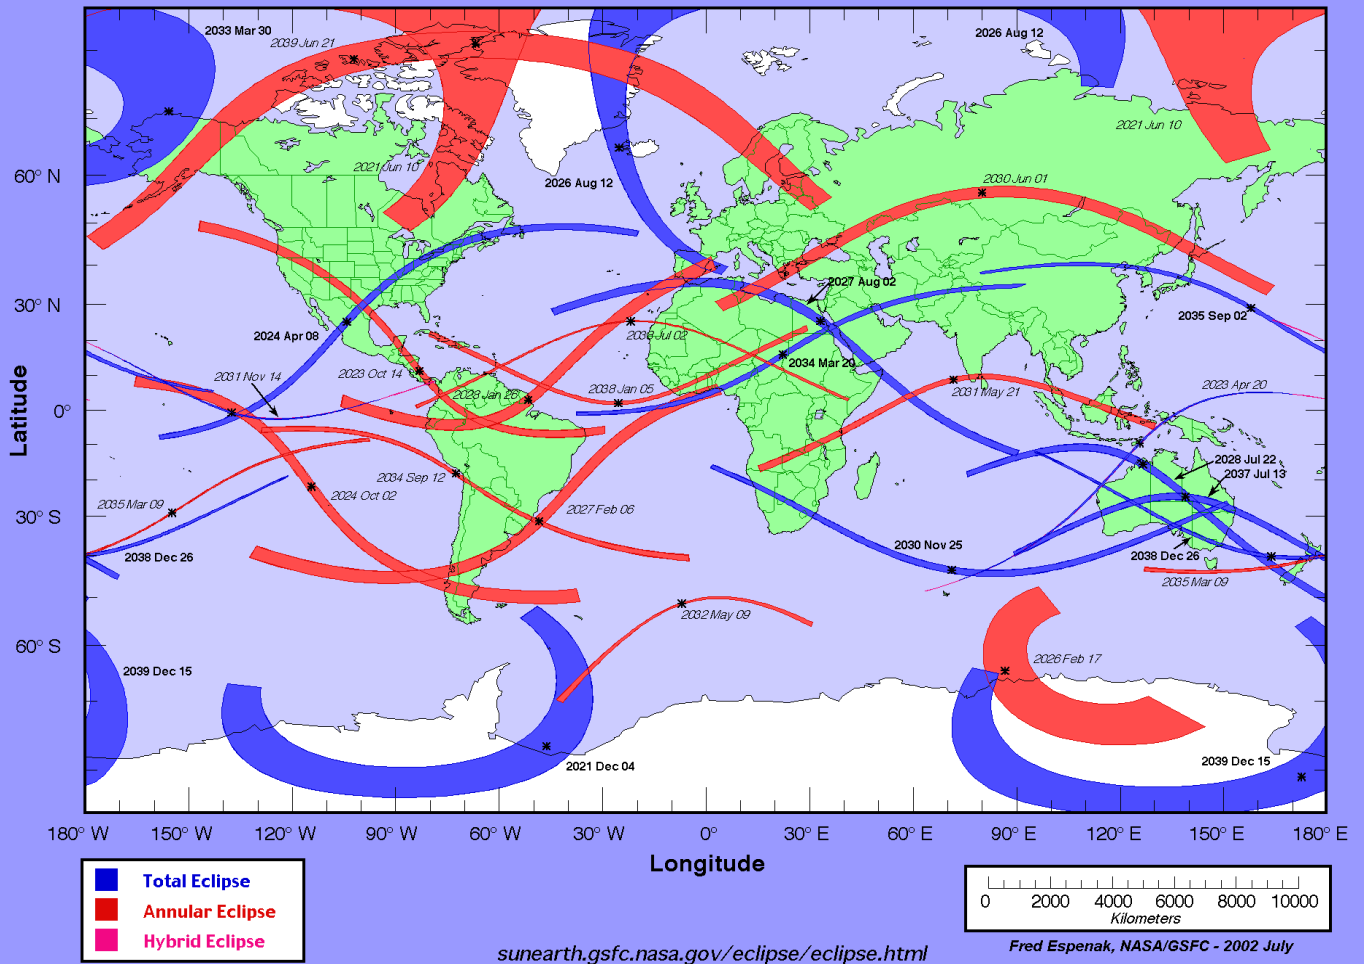 2033 Mar 30
2039 Jun 21
2026 Aug 12
2021 Jun 10
2021 Jun 10
60° N
2026 Aug 12
2030 Jun 01
2027 Aug 02
30° N
2035 Sep 02
2024 Apr 08
2038 Jul 02
2034 Mar 20
2031 Nov 14
2023 Oct 14
2028 Jan 26
2038 Jan 05
2031 May 21
2023 Apr 20
0°
Latitude
2028 Jul 22
2037 Jul 13
2034 Sep 12
2035 Mar 09
2024 Oct 02
2027 Feb 06
30° S
2030 Nov 25
2038 Dec 26
2038 Dec 26
2035 Mar 09
2032 May 09
60° S
2026 Feb 17
2039 Dec 15
2021 Dec 04
2039 Dec 15
180° W 150° W 120° W 90° W 60° W 30° W 0° 30° E 60° E 90° E 120° E 150° E 180° E
Longitude
Total Eclipse
Annular Eclipse
Hybrid Eclipse
0 2000 4000 6000 8000 10000
Kilometers
Fred Espenak, NASA/GSFC - 2002 July
sunearth.gsfc.nasa.gov/eclipse/eclipse.html